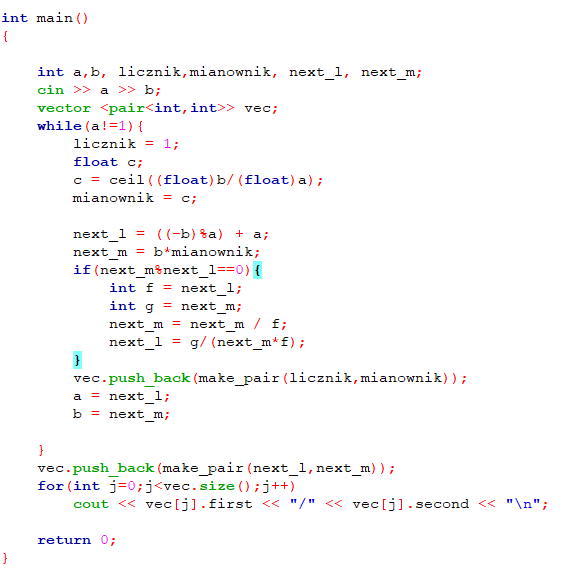 int main()
{
int a,b, licznik,mianownik, next_l, next_m;
cin >> a >> b;
vector <pair<int,int>> vec;
while(a!=1){
licznik = 1;
float c;
c = ceil((float)b/(float)a);
mianownik = c;
next_l = ((-b)%a) + a;
next_m = b*mianownik;
if(next_m%next_l==0){
int f = next_l;
int g = next_m;
next_m = next_m / f;
next_l = g/(next_m*f);
}
vec.push_back(make_pair(licznik,mianownik));
a = next_l;
b = next_m;
}
vec.push_back(make_pair(next_l,next_m));
for(int j=0;j<vec.size();j++)
cout << vec[j].first << "/" << vec[j].second << "\n";
return 0;
}